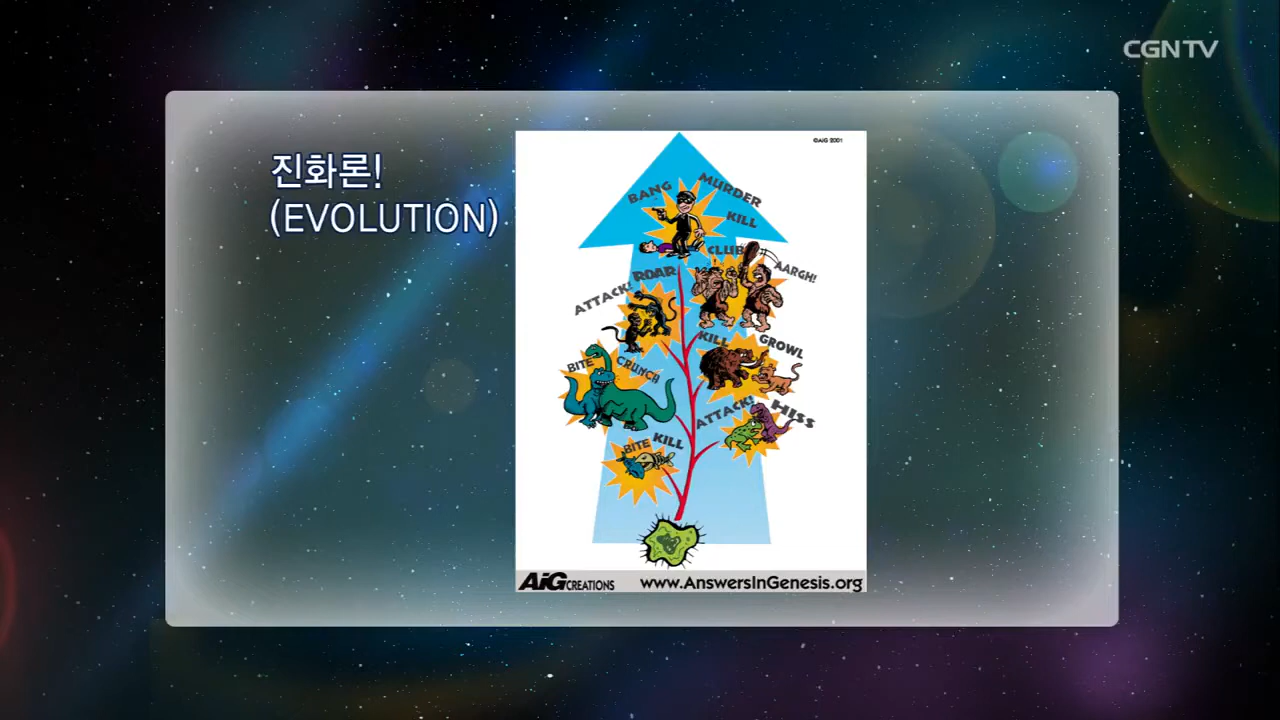 CGNTV
진화론!
(EVOLUTION)
©AiG 2001
BANG
MURDER
KILL
CLUB
AARGH!
ATTACK!
ROAR
KILL
GROWL
BITE
CRUNCH
ATTACK!
HISS
BITE
KILL
AiG CREATIONS
www.AnswersInGenesis.org